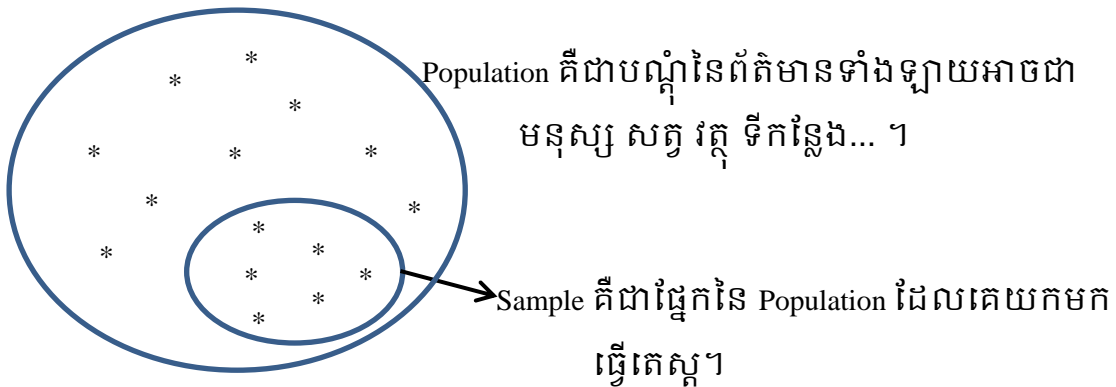 Population គឺជាបណ្តុំនៃព័ត៌មានទាំងឡាយអាចជា
មនុស្ស សត្វ វត្ថុ ទីកន្លែង... ។
Sample គឺជាផ្នែកនៃ Population ដែលគេយកមក
ធ្វើតេស្ត។